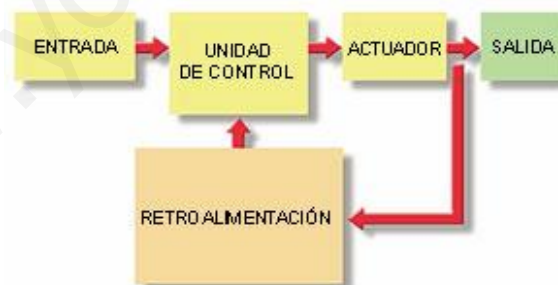 ENTRADA
UNIDAD
DE CONTROL
ACTUADOR
SALIDA
RETROALIMENTACIÓN